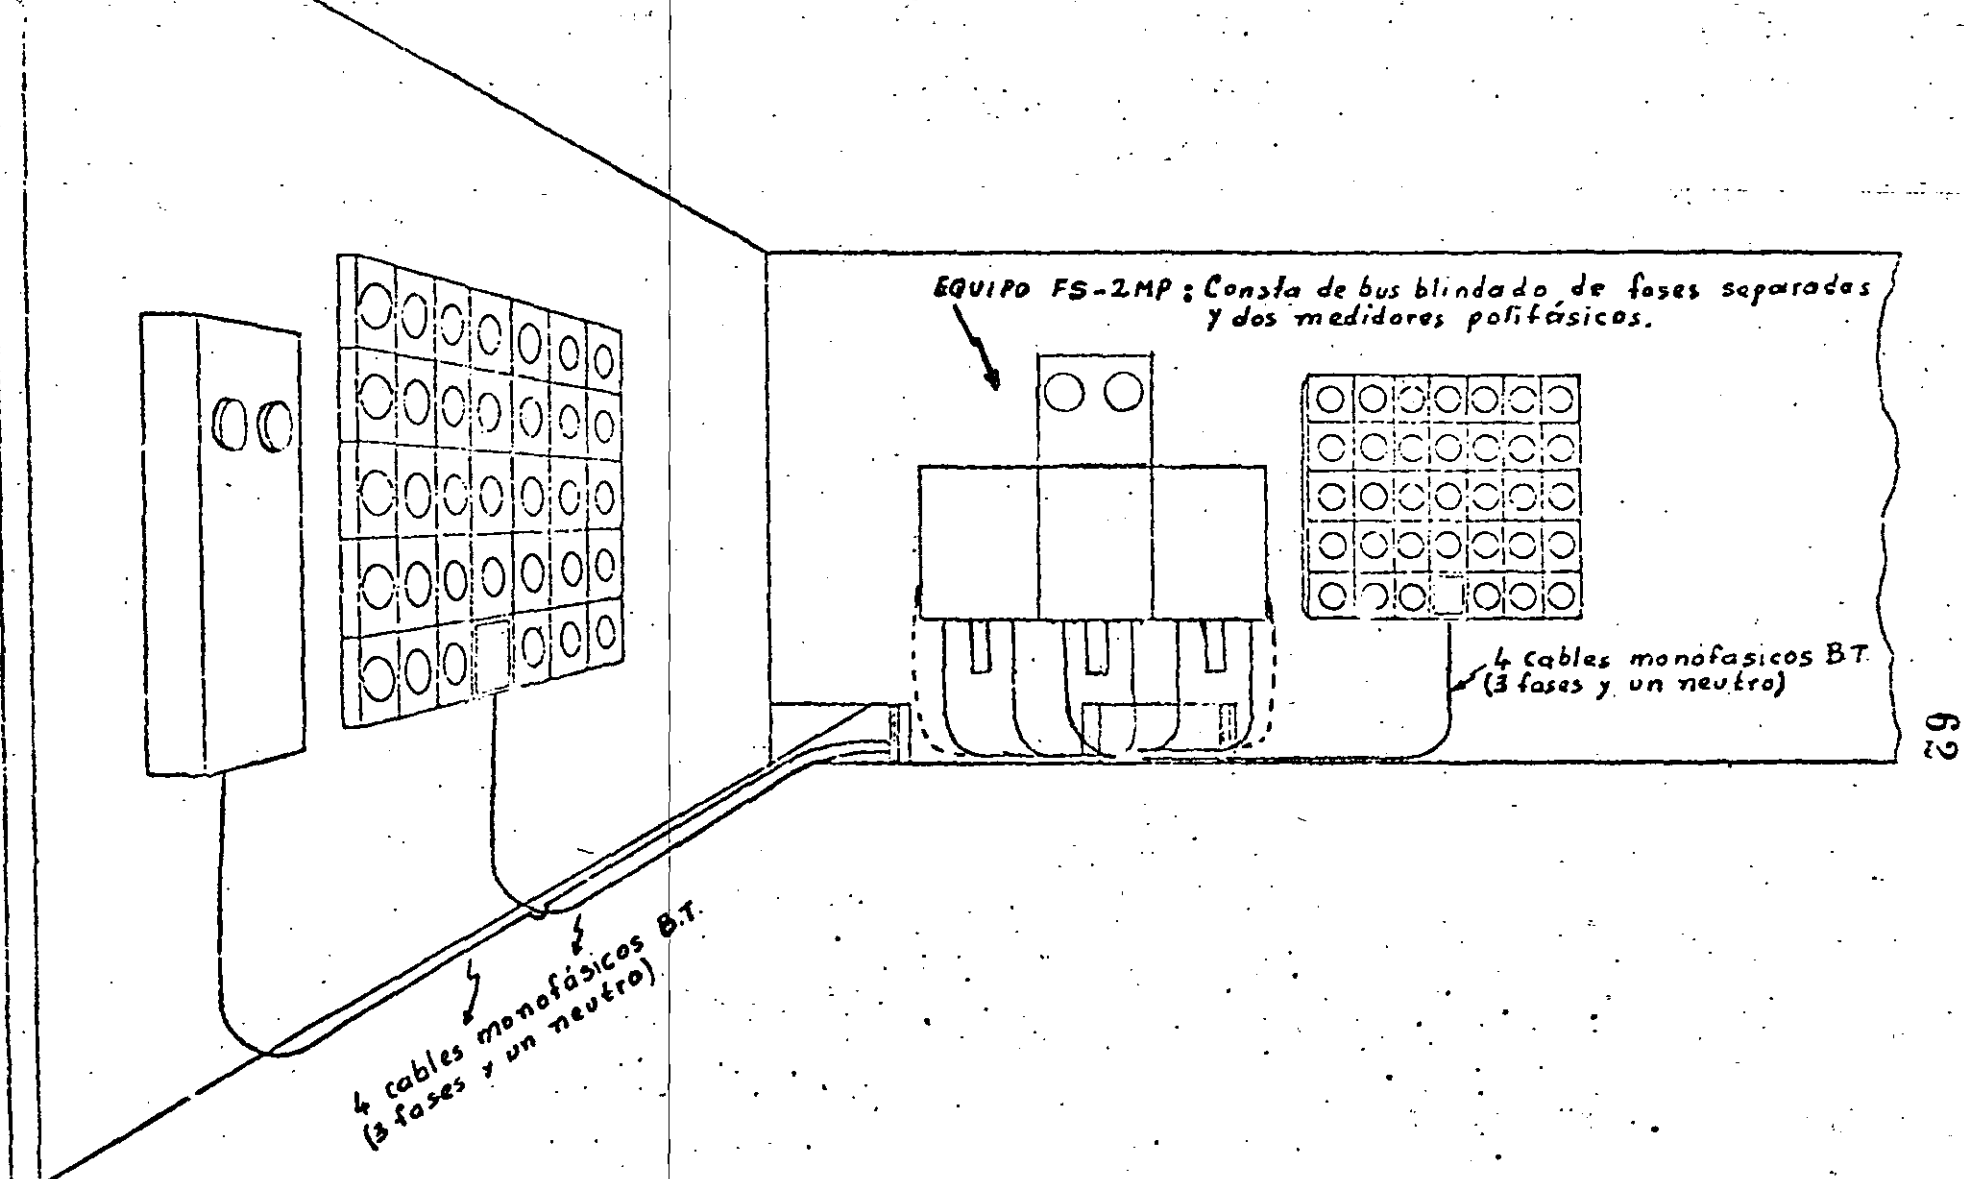 EQUIPO FS-2MP: Consta de bus blindado, de fases separadas
y dos medidores polifásicos.
4 cables monofasicos B.T.
(3 fases y un neutro)
4 cables monofásicos B.T.
(3 fases y un neutro)
62